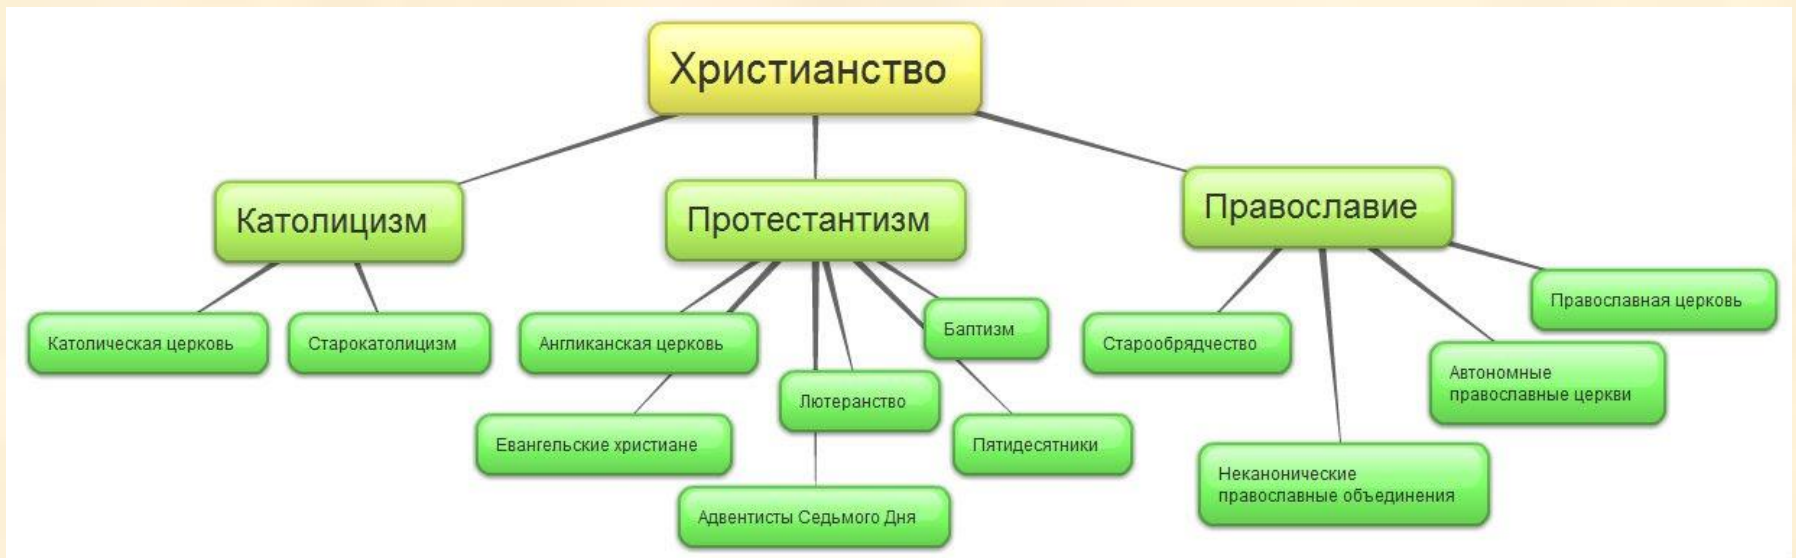 Христианство
Католицизм
Протестантизм
Православие
Католическая церковь
Старокатолицизм
Англиканская церковь
Евангельские христиане
Лютеранство
Адвентисты Седьмого Дня
Баптизм
Пятидесятники
Старообрядчество
Неканонические
православные объединения
Автономные
православные церкви
Православная церковь